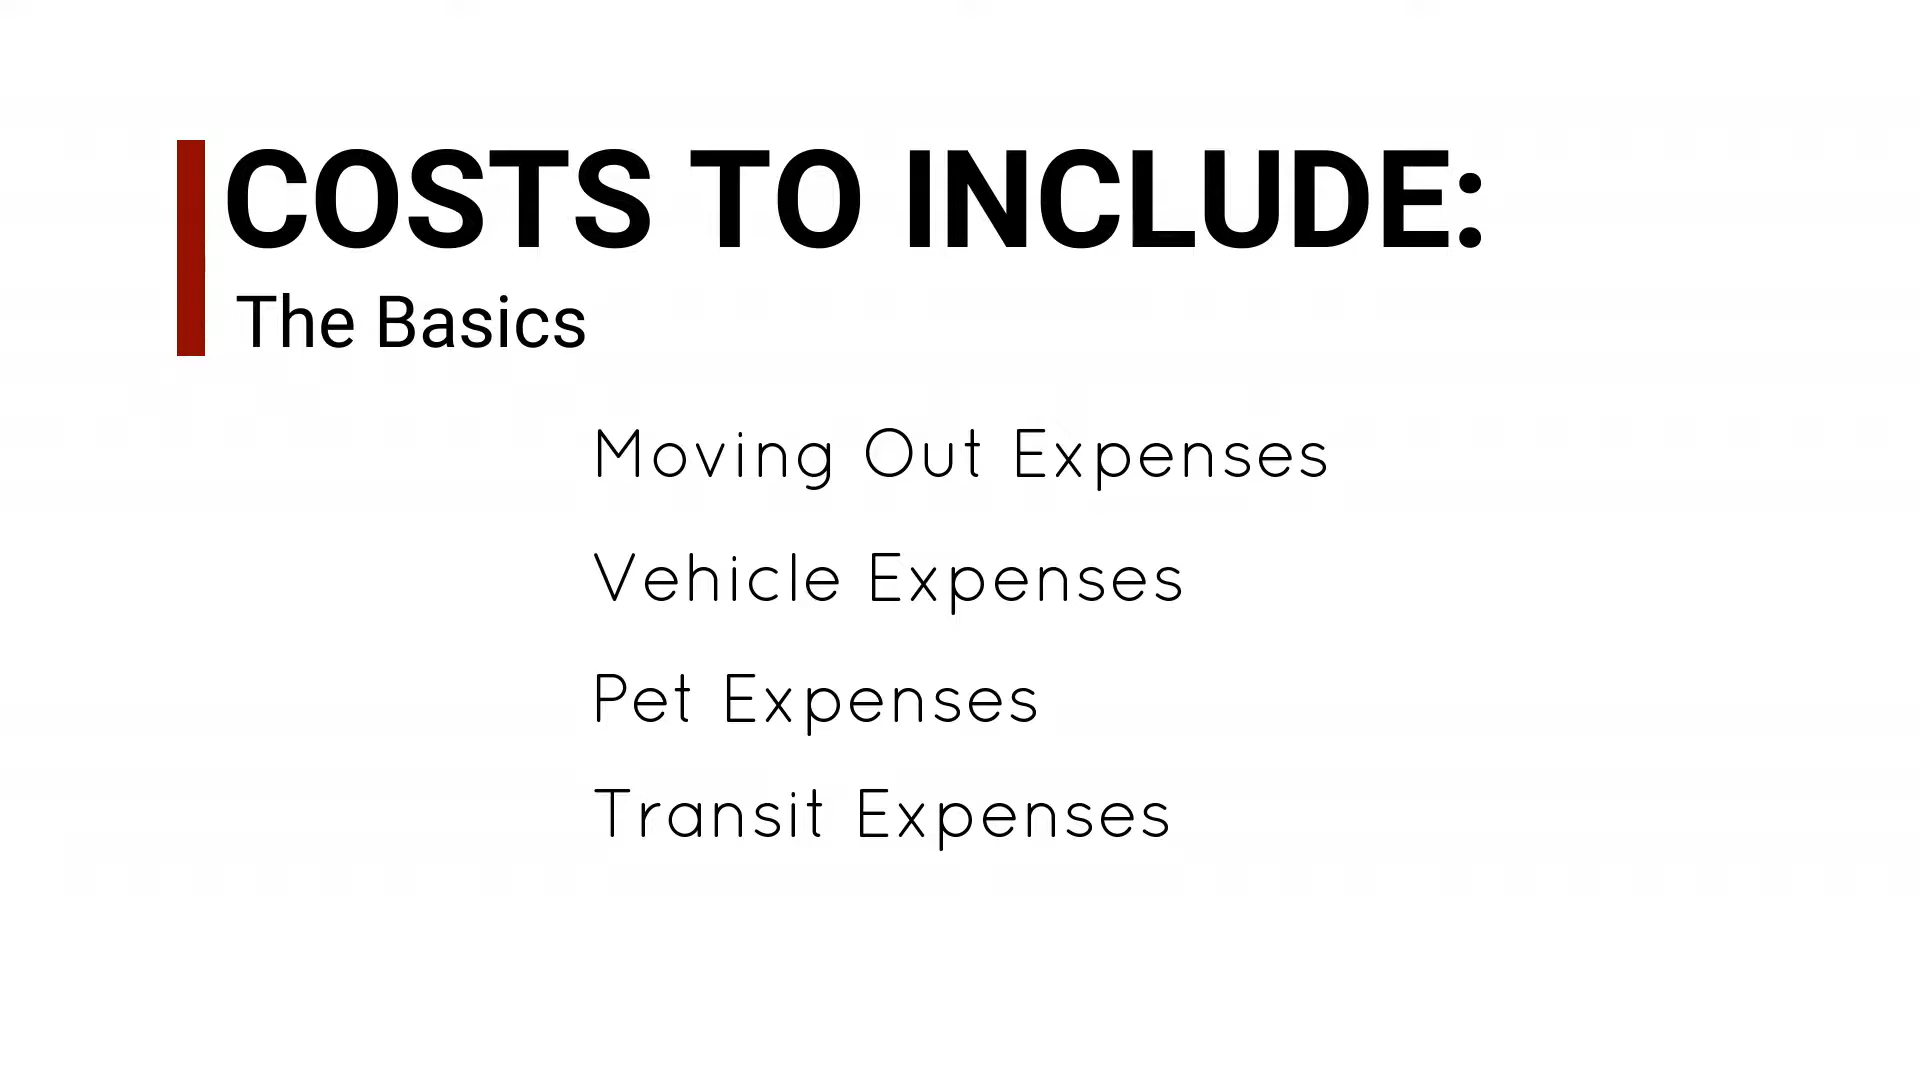 COSTS TO INCLUDE:
The Basics
Moving Out Expenses
Vehicle Expenses
Pet Expenses
Transit Expenses